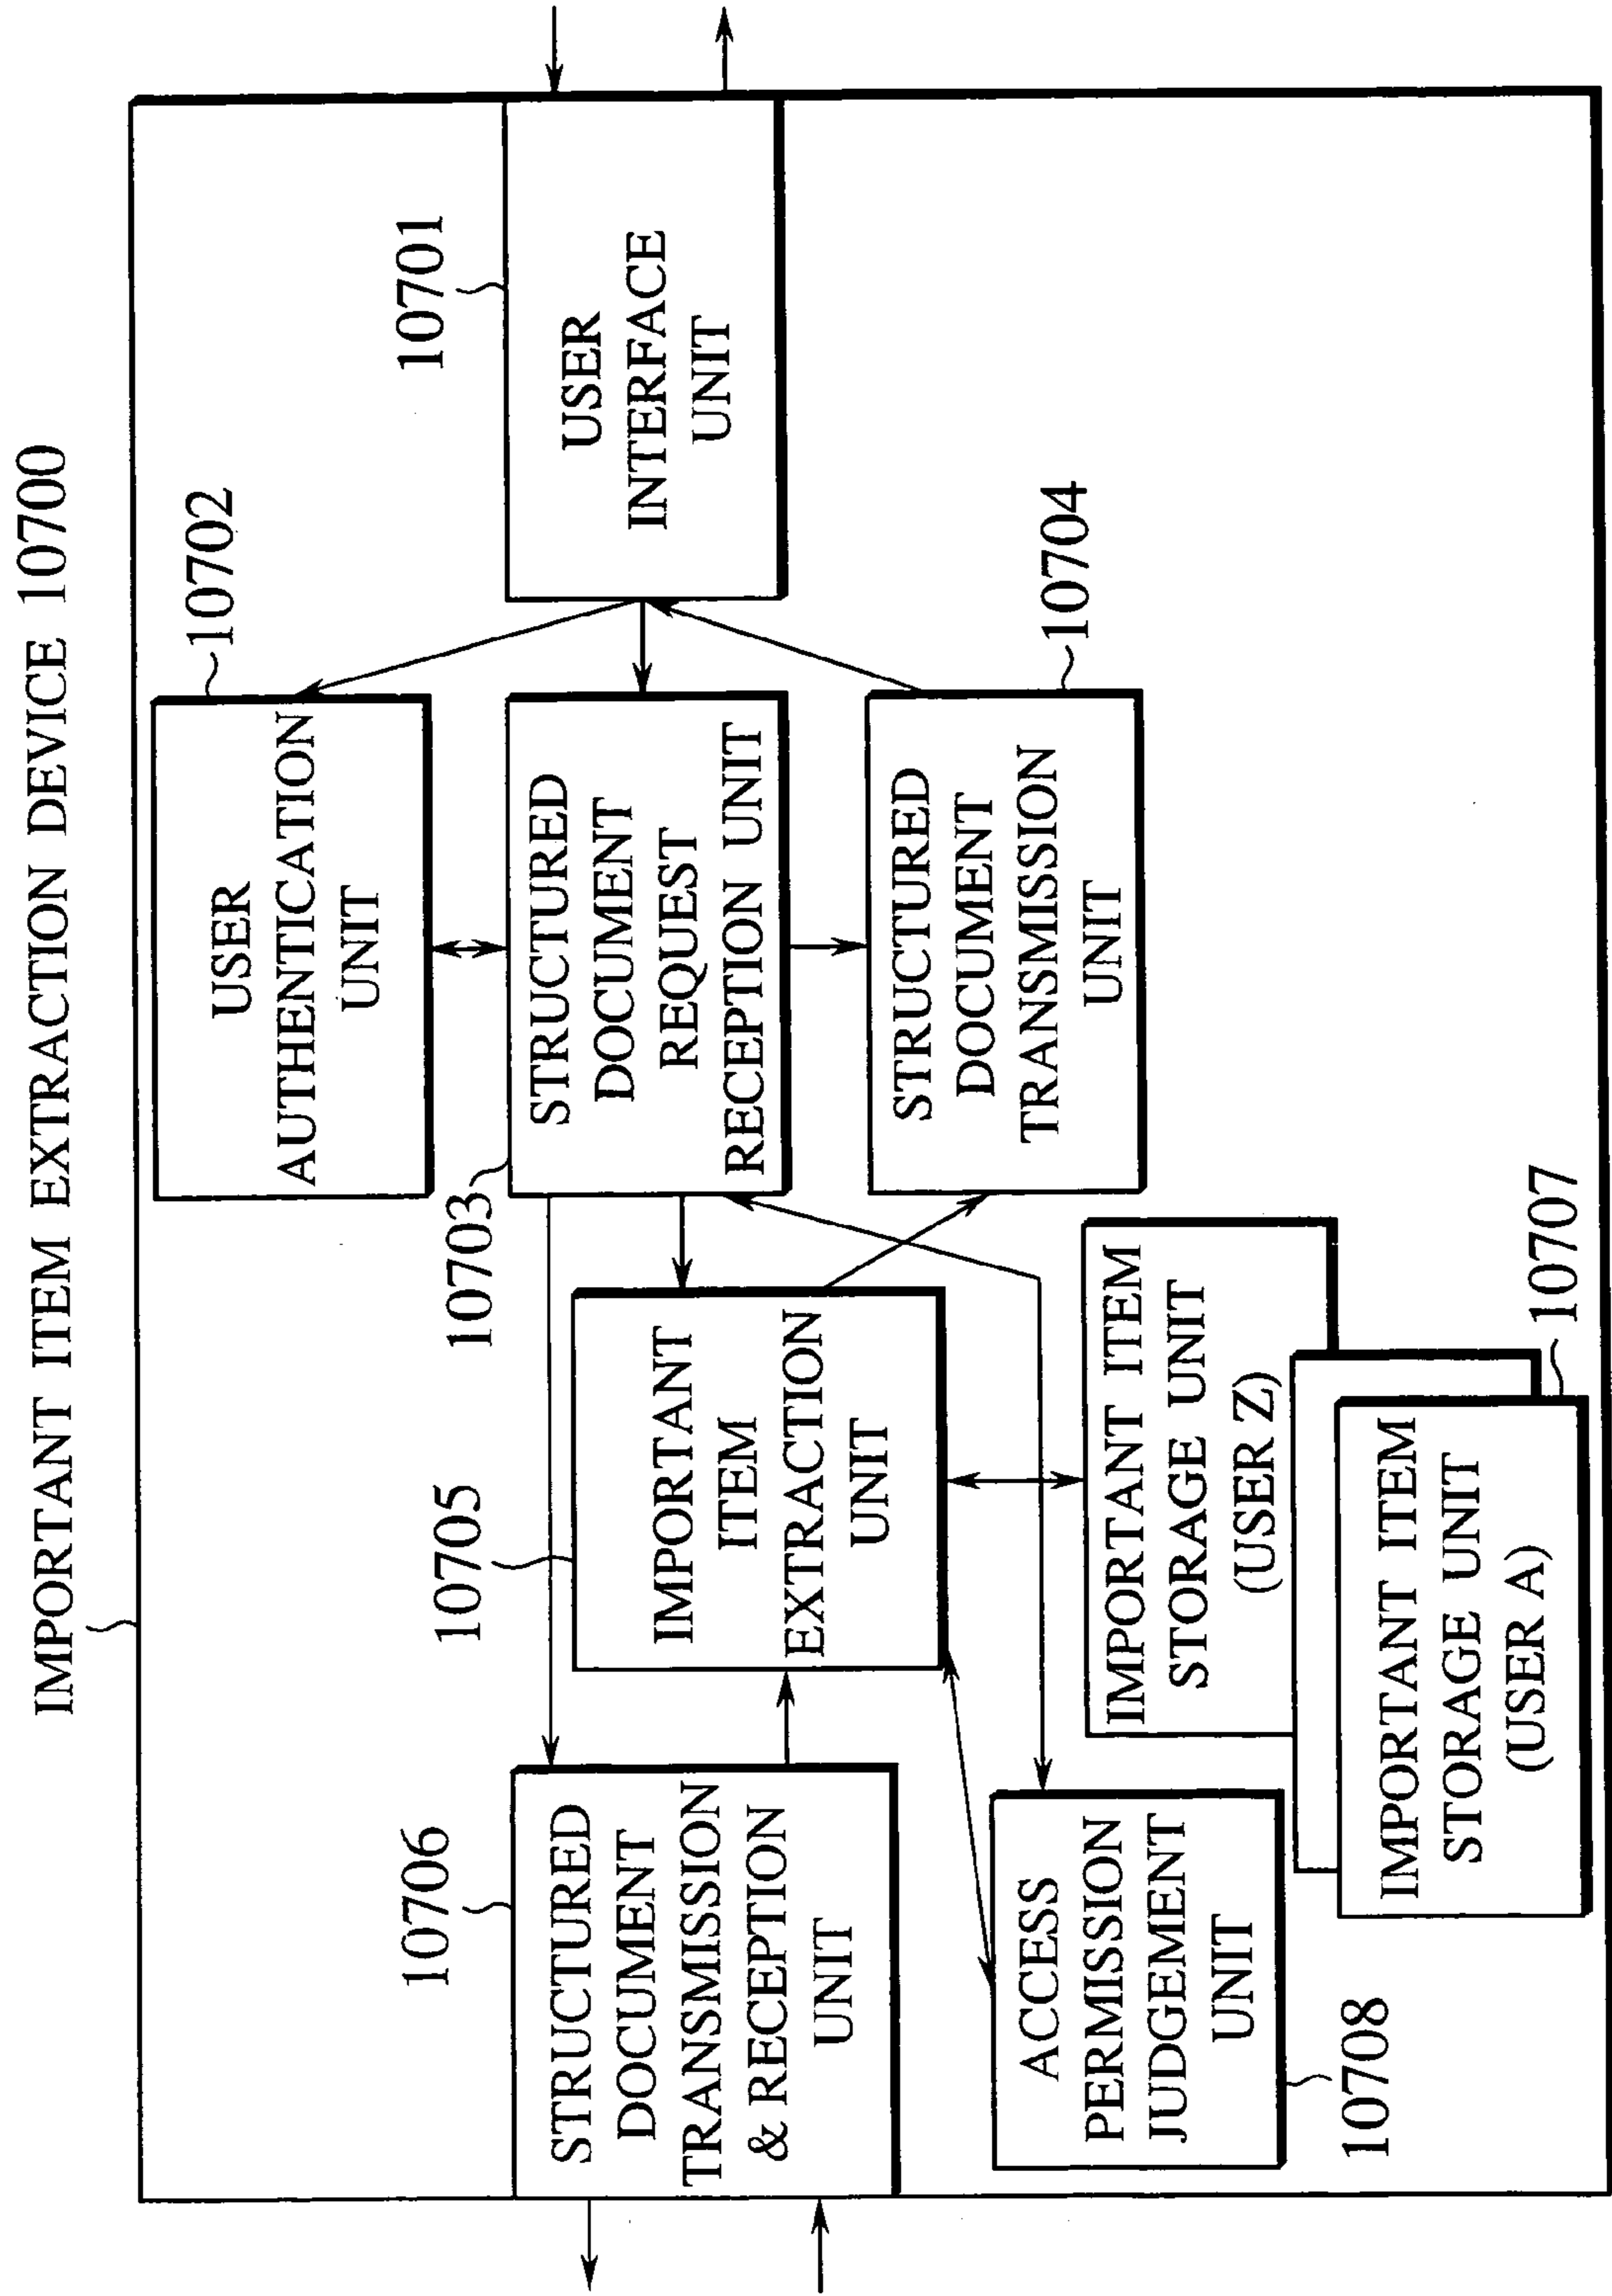 IMPORTANT ITEM EXTRACTION DEVICE 10700
10706
STRUCTURED
DOCUMENT
TRANSMISSION
& RECEPTION
UNIT
10705
IMPORTANT
ITEM
EXTRACTION
UNIT
10703
STRUCTURED
DOCUMENT
REQUEST
RECEPTION UNIT
10702
USER
AUTHENTICATION
UNIT
10701
USER
INTERFACE
UNIT
10704
STRUCTURED
DOCUMENT
TRANSMISSION
UNIT
ACCESS
PERMISSION
JUDGEMENT
UNIT
10708
IMPORTANT ITEM
STORAGE UNIT
(USER Z)
IMPORTANT ITEM
STORAGE UNIT
(USER A)
10707